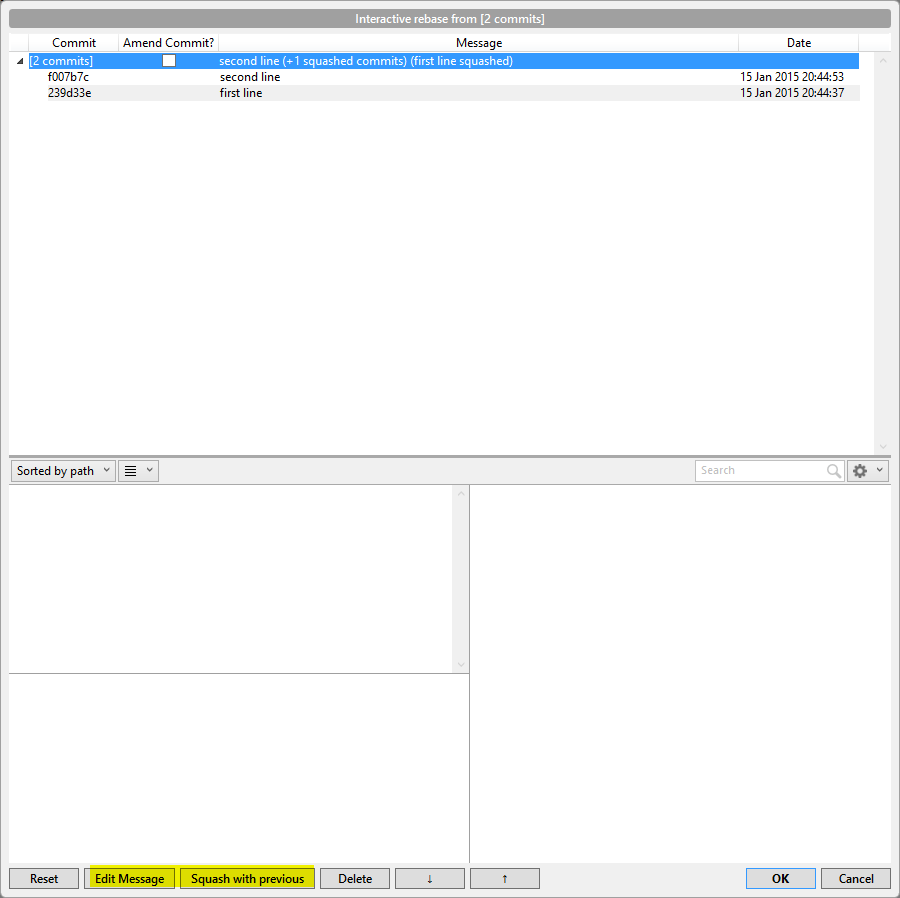 Interactive rebase from [2 commits]
Commit Amend Commit? Message Date
[2 commits] second line (+1 squashed commits) (first line squashed)
f007b7c second line 15 Jan 2015 20:44:53
239d33e first line 15 Jan 2015 20:44:37
Sorted by path Search
Reset Edit Message Squash with previous Delete ↓ ↑ OK Cancel